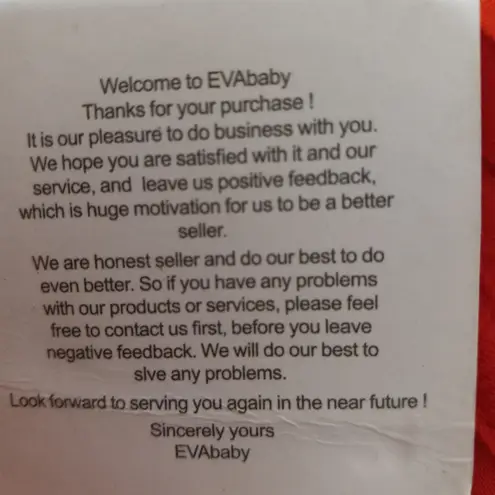 Welcome to EVAbaby
Thanks for your purchase !
It is our pleasure to do business with you.
We hope you are satisfied with it and our
service, and leave us positive feedback,
which is huge motivation for us to be a better
seller.
We are honest seller and do our best to do
even better. So if you have any problems
with our products or services, please feel
free to contact us first, before you leave
negative feedback. We will do our best to
slve any problems.
Look forward to serving you again in the near future !
Sincerely yours
EVAbaby